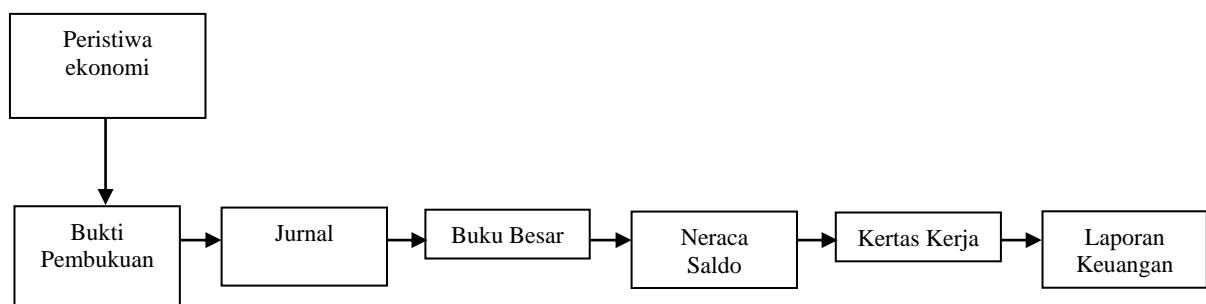 Peristiwa
ekonomi
Bukti
Pembukuan
Jurnal
Buku Besar
Neraca
Saldo
Kertas Kerja
Laporan
Keuangan